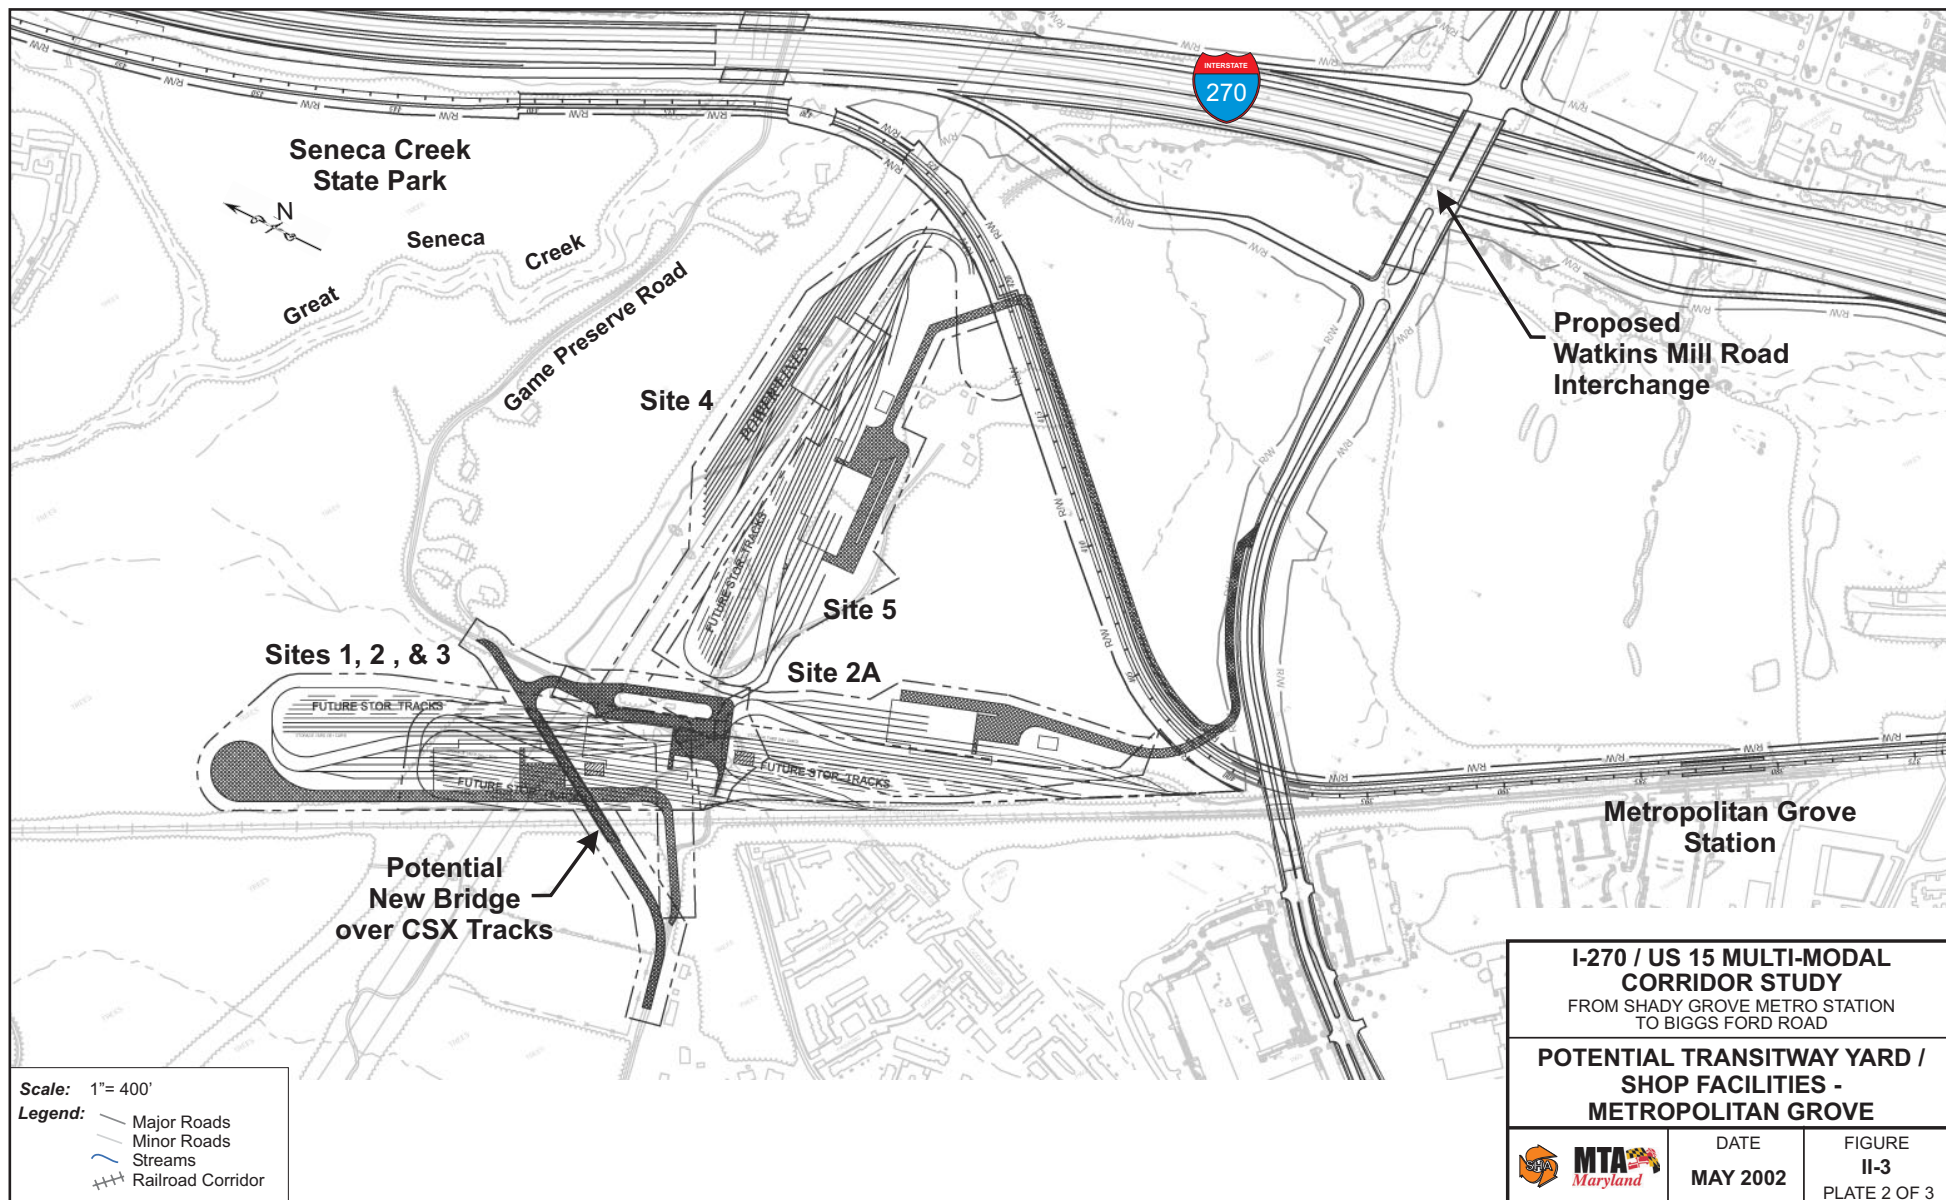 INTERSTATE
270
Seneca Creek
State Park
N
Great
Seneca
Creek
Game Preserve Road
POWERLINES
Site 4
Proposed
Watkins Mill Road
Interchange
FUTURE STOR. TRACKS
Site 5
Sites 1, 2 , & 3
Site 2A
FUTURE STOR. TRACKS
FUTURE STOR. TRACKS
FUTURE STOR. TRACKS
Metropolitan Grove
Station
Potential
New Bridge
over CSX Tracks
R/W
R/W
R/W
R/W
R/W
R/W
R/W
R/W
R/W
R/W
R/W
R/W
I-270 / US 15 MULTI-MODAL
CORRIDOR STUDY
FROM SHADY GROVE METRO STATION
TO BIGGS FORD ROAD
POTENTIAL TRANSITWAY YARD /
SHOP FACILITIES -
METROPOLITAN GROVE
SHA
MTA
Maryland
DATE
MAY 2002
FIGURE
II-3
PLATE 2 OF 3
Scale: 1"= 400'
Legend:
Major Roads
Minor Roads
Streams
Railroad Corridor